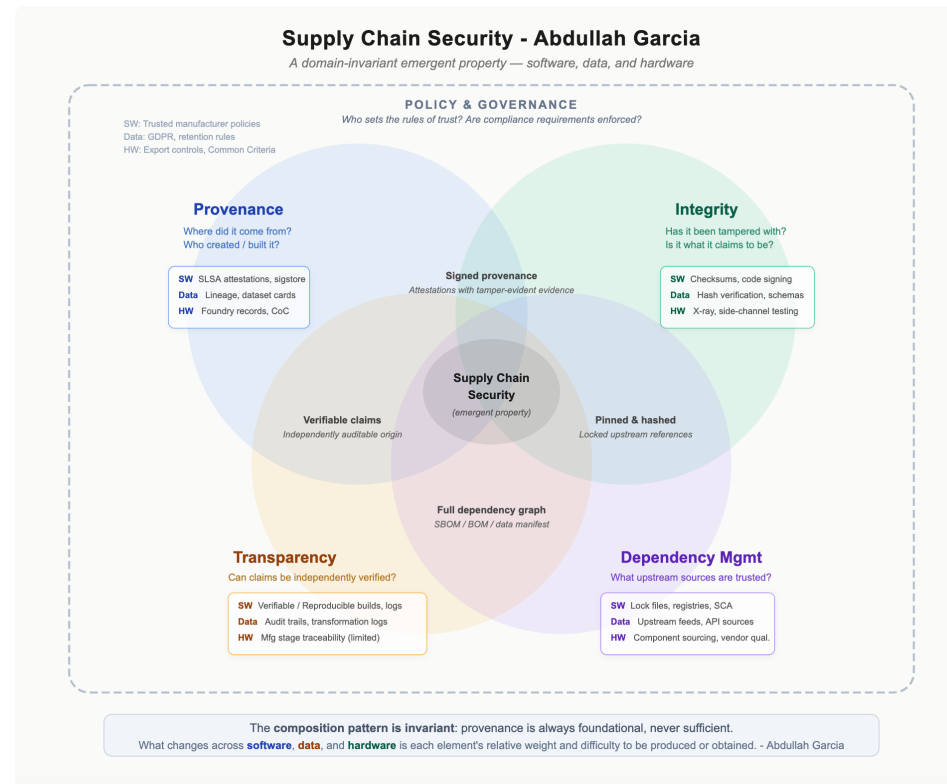 Supply Chain Security - Abdullah Garcia
A domain-invariant emergent property — software, data, and hardware
POLICY & GOVERNANCE
Who sets the rules of trust? Are compliance requirements enforced?
SW: Trusted manufacturer policies
Data: GDPR, retention rules
HW: Export controls, Common Criteria
Provenance
Where did it come from?
Who created / built it?
SW SLSA attestations, sigstore
Data Lineage, dataset cards
HW Foundry records, CoC
Integrity
Has it been tampered with?
Is it what it claims to be?
SW Checksums, code signing
Data Hash verification, schemas
HW X-ray, side-channel testing
Signed provenance
Attestations with tamper-evident evidence
Supply Chain
Security
(emergent property)
Verifiable claims
Independently auditable origin
Pinned & hashed
Locked upstream references
Full dependency graph
SBOM / BOM / data manifest
Transparency
Can claims be independently verified?
SW Verifiable / Reproducible builds, logs
Data Audit trails, transformation logs
HW Mfg stage traceability (limited)
Dependency Mgmt
What upstream sources are trusted?
SW Lock files, registries, SCA
Data Upstream feeds, API sources
HW Component sourcing, vendor qual.
The composition pattern is invariant: provenance is always foundational, never sufficient.
What changes across software, data, and hardware is each element's relative weight and difficulty to be produced or obtained. - Abdullah Garcia